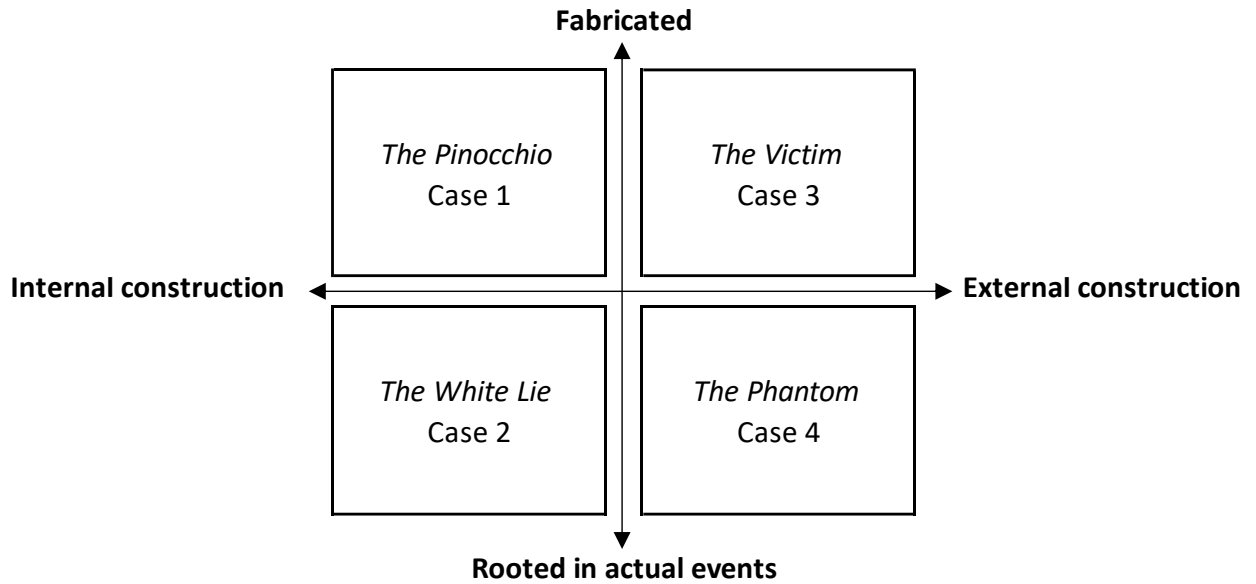 Fabricated
The Pinocchio
Case 1
The Victim
Case 3
Internal construction
External construction
The White Lie
Case 2
The Phantom
Case 4
Rooted in actual events